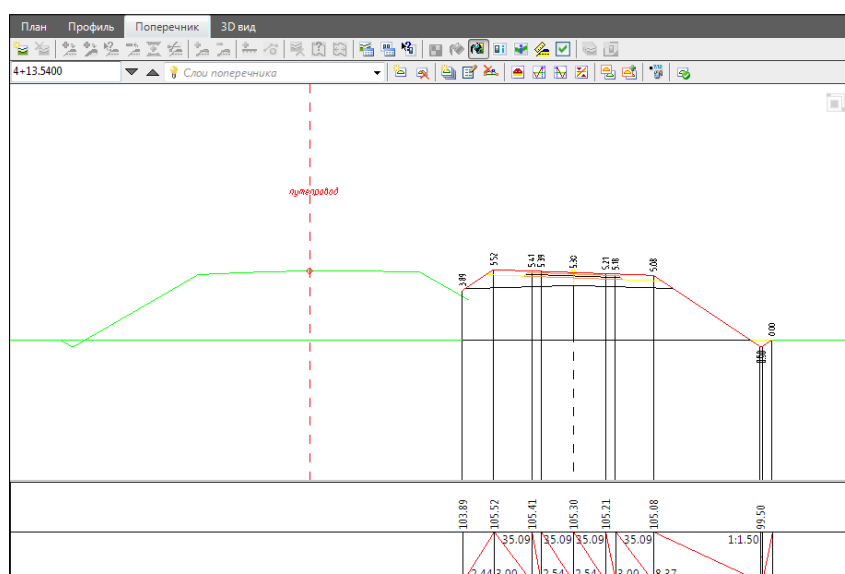 План Профиль Поперечник 3D вид
4+13.5400 Слои поперечника
путепровод
3.89 5.52 5.41 5.39 5.30 5.21 5.18 5.08 0.00
103.89 105.52 105.41 105.30 105.21 105.08 99.50
35.09 35.09 35.09 35.09 1:1.50
2.44 3.00 2.54 2.54 3.00 8.37